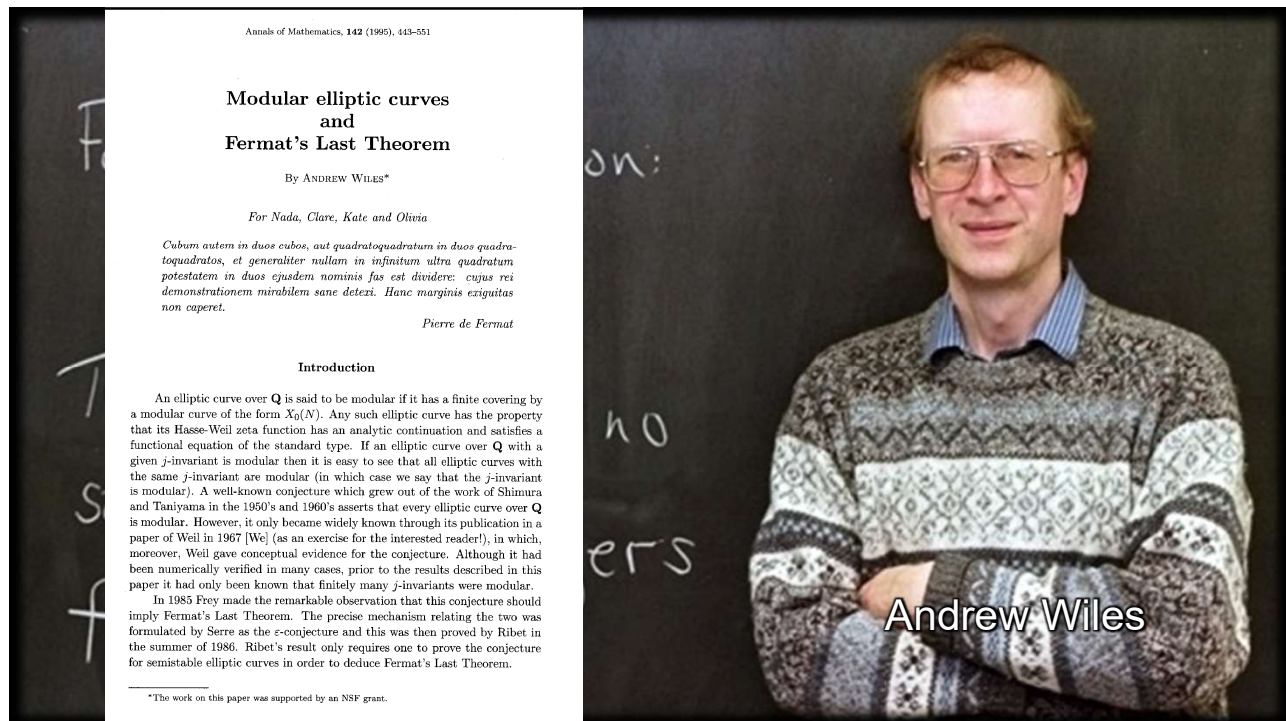 Annals of Mathematics, 142 (1995), 443–551
Modular elliptic curves
and
Fermat's Last Theorem
By ANDREW WILES*
For Nada, Clare, Kate and Olivia
Cubum autem in duos cubos, aut quadratoquadratum in duos quadra-
toquadratos, et generaliter nullam in infinitum ultra quadratum
potestatem in duos ejusdem nominis fas est dividere: cujus rei
demonstrationem mirabilem sane detexi. Hanc marginis exiguitas
non caperet.
Pierre de Fermat
Introduction
An elliptic curve over Q is said to be modular if it has a finite covering by
a modular curve of the form X₀(N). Any such elliptic curve has the property
that its Hasse-Weil zeta function has an analytic continuation and satisfies a
functional equation of the standard type. If an elliptic curve over Q with a
given j-invariant is modular then it is easy to see that all elliptic curves with
the same j-invariant are modular (in which case we say that the j-invariant
is modular). A well-known conjecture which grew out of the work of Shimura
and Taniyama in the 1950's and 1960's asserts that every elliptic curve over Q
is modular. However, it only became widely known through its publication in a
paper of Weil in 1967 [We] (as an exercise for the interested reader!), in which,
moreover, Weil gave conceptual evidence for the conjecture. Although it had
been numerically verified in many cases, prior to the results described in this
paper it had only been known that finitely many j-invariants were modular.
In 1985 Frey made the remarkable observation that this conjecture should
imply Fermat's Last Theorem. The precise mechanism relating the two was
formulated by Serre as the ε-conjecture and this was then proved by Ribet in
the summer of 1986. Ribet's result only requires one to prove the conjecture
for semistable elliptic curves in order to deduce Fermat's Last Theorem.
*The work on this paper was supported by an NSF grant.
on:
no
ers
Andrew Wiles